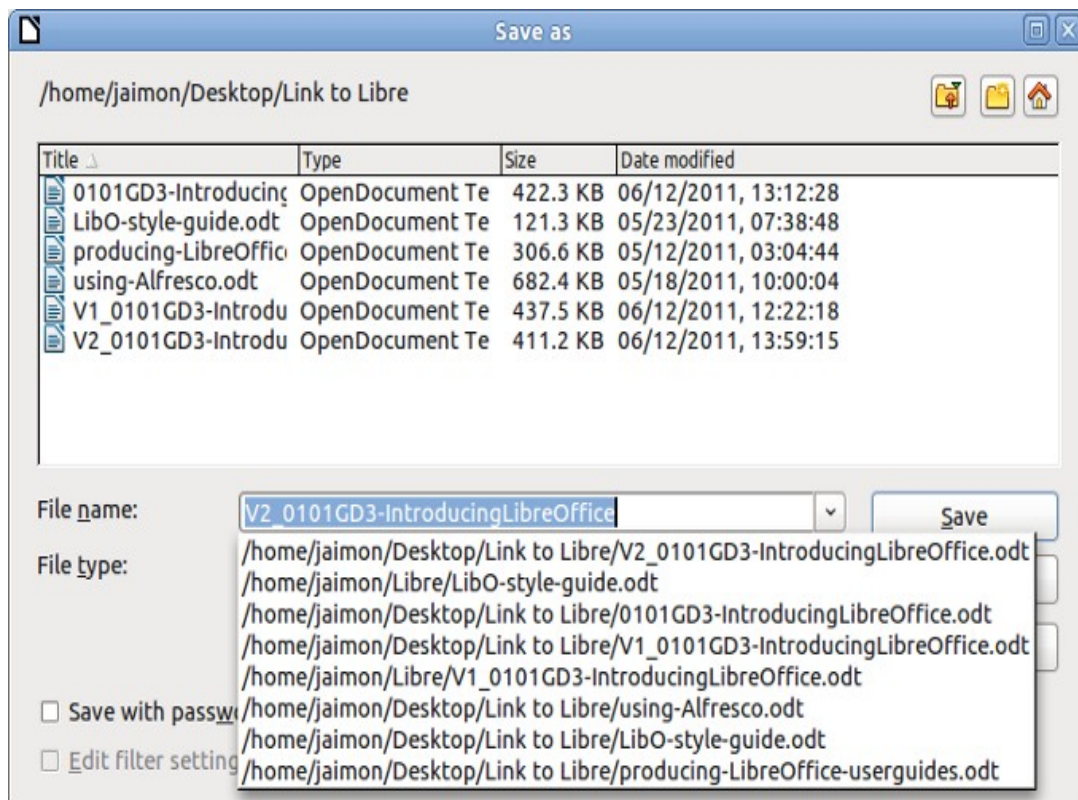 Save as
/home/jaimon/Desktop/Link to Libre
Title Type Size Date modified
0101GD3-Introducing OpenDocument Te 422.3 KB 06/12/2011, 13:12:28
LibO-style-guide.odt OpenDocument Te 121.3 KB 05/23/2011, 07:38:48
producing-LibreOffic OpenDocument Te 306.6 KB 05/12/2011, 03:04:44
using-Alfresco.odt OpenDocument Te 682.4 KB 05/18/2011, 10:00:04
V1_0101GD3-Introdu OpenDocument Te 437.5 KB 06/12/2011, 12:22:18
V2_0101GD3-Introdu OpenDocument Te 411.2 KB 06/12/2011, 13:59:15
File name: V2_0101GD3-IntroducingLibreOffice Save
File type:
/home/jaimon/Desktop/Link to Libre/V2_0101GD3-IntroducingLibreOffice.odt
/home/jaimon/Libre/LibO-style-guide.odt
/home/jaimon/Desktop/Link to Libre/0101GD3-IntroducingLibreOffice.odt
/home/jaimon/Desktop/Link to Libre/V1_0101GD3-IntroducingLibreOffice.odt
/home/jaimon/Libre/V1_0101GD3-IntroducingLibreOffice.odt
/home/jaimon/Desktop/Link to Libre/using-Alfresco.odt
/home/jaimon/Desktop/Link to Libre/LibO-style-guide.odt
/home/jaimon/Desktop/Link to Libre/producing-LibreOffice-userguides.odt
Save with passw
Edit filter setting